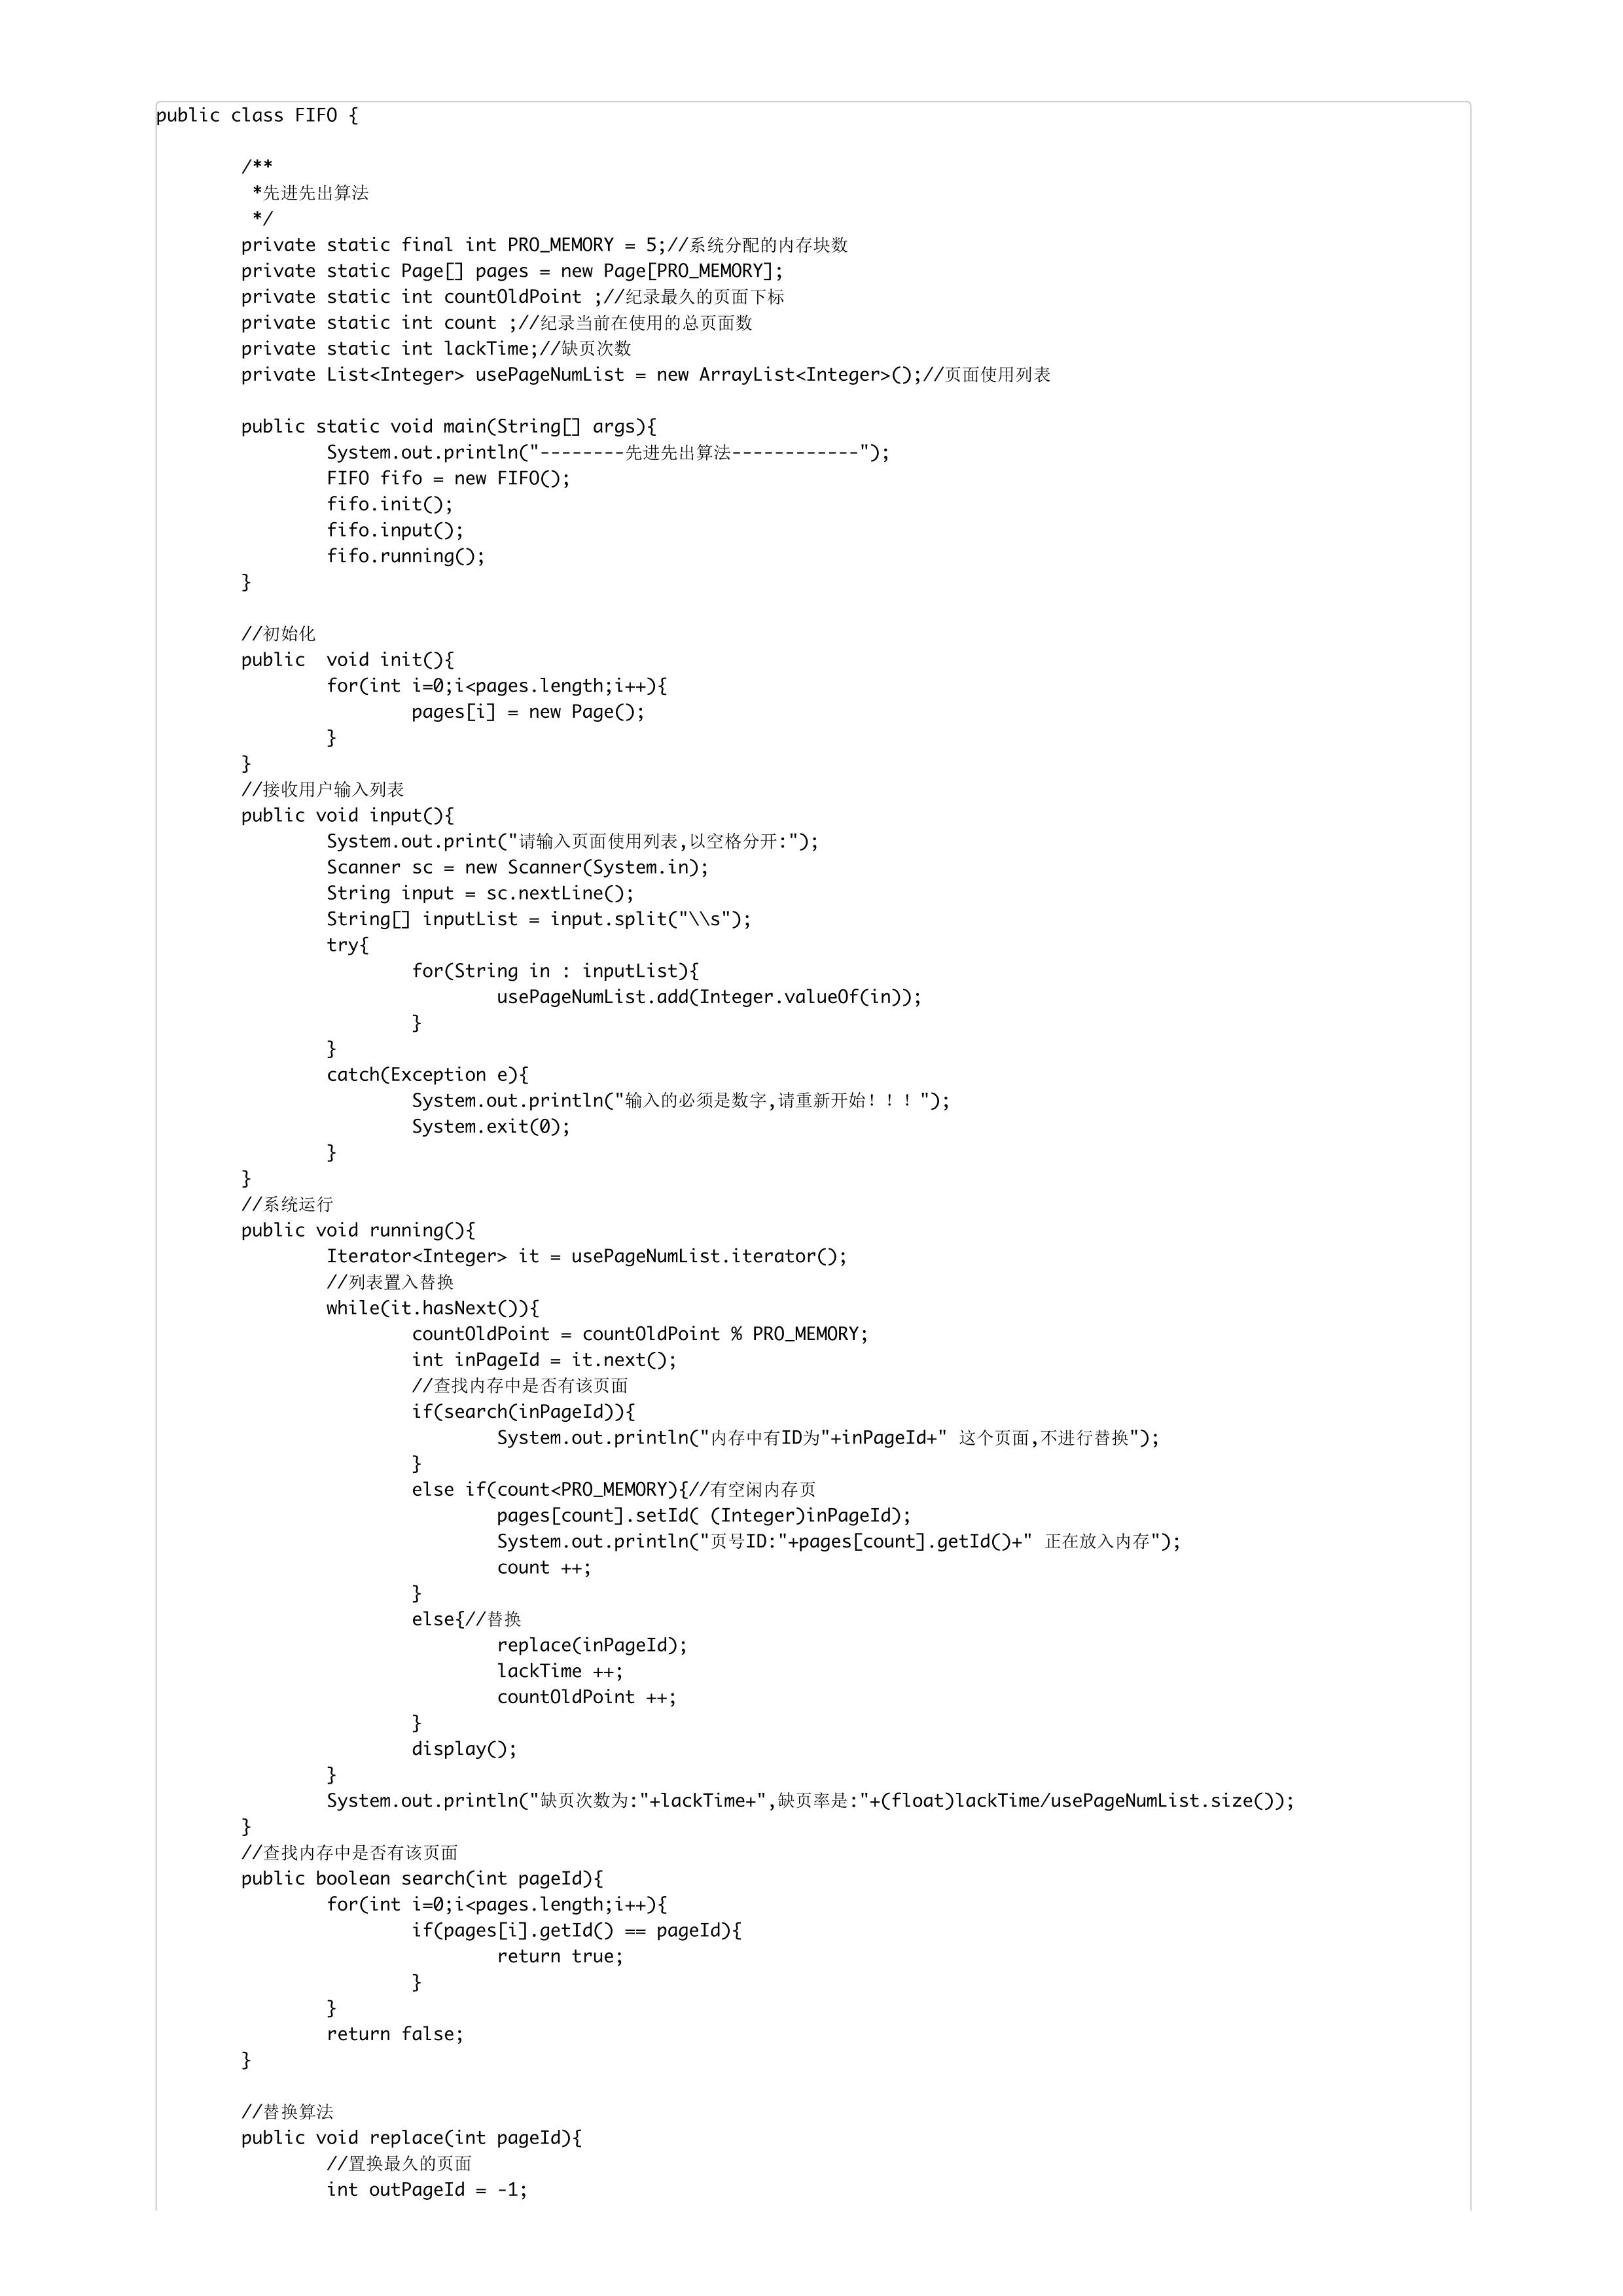 public class FIFO {
/**
*先进先出算法
*/
private static final int PRO_MEMORY = 5;//系统分配的内存块数
private static Page[] pages = new Page[PRO_MEMORY];
private static int countOldPoint ;//纪录最久的页面下标
private static int count ;//纪录当前在使用的总页面数
private static int lackTime;//缺页次数
private List<Integer> usePageNumList = new ArrayList<Integer>();//页面使用列表
public static void main(String[] args){
System.out.println("--------先进先出算法------------");
FIFO fifo = new FIFO();
fifo.init();
fifo.input();
fifo.running();
}
//初始化
public  void init(){
for(int i=0;i<pages.length;i++){
pages[i] = new Page();
}
}
//接收用户输入列表
public void input(){
System.out.print("请输入页面使用列表,以空格分开:");
Scanner sc = new Scanner(System.in);
String input = sc.nextLine();
String[] inputList = input.split("\\s");
try{
for(String in : inputList){
usePageNumList.add(Integer.valueOf(in));
}
}
catch(Exception e){
System.out.println("输入的必须是数字,请重新开始！！！");
System.exit(0);
}
}
//系统运行
public void running(){
Iterator<Integer> it = usePageNumList.iterator();
//列表置入替换
while(it.hasNext()){
countOldPoint = countOldPoint % PRO_MEMORY;
int inPageId = it.next();
//查找内存中是否有该页面
if(search(inPageId)){
System.out.println("内存中有ID为"+inPageId+" 这个页面,不进行替换");
}
else if(count<PRO_MEMORY){//有空闲内存页
pages[count].setId( (Integer)inPageId);
System.out.println("页号ID:"+pages[count].getId()+" 正在放入内存");
count ++;
}
else{//替换
replace(inPageId);
lackTime ++;
countOldPoint ++;
}
display();
}
System.out.println("缺页次数为:"+lackTime+",缺页率是:"+(float)lackTime/usePageNumList.size());
}
//查找内存中是否有该页面
public boolean search(int pageId){
for(int i=0;i<pages.length;i++){
if(pages[i].getId() == pageId){
return true;
}
}
return false;
}
//替换算法
public void replace(int pageId){
//置换最久的页面
int outPageId = -1;